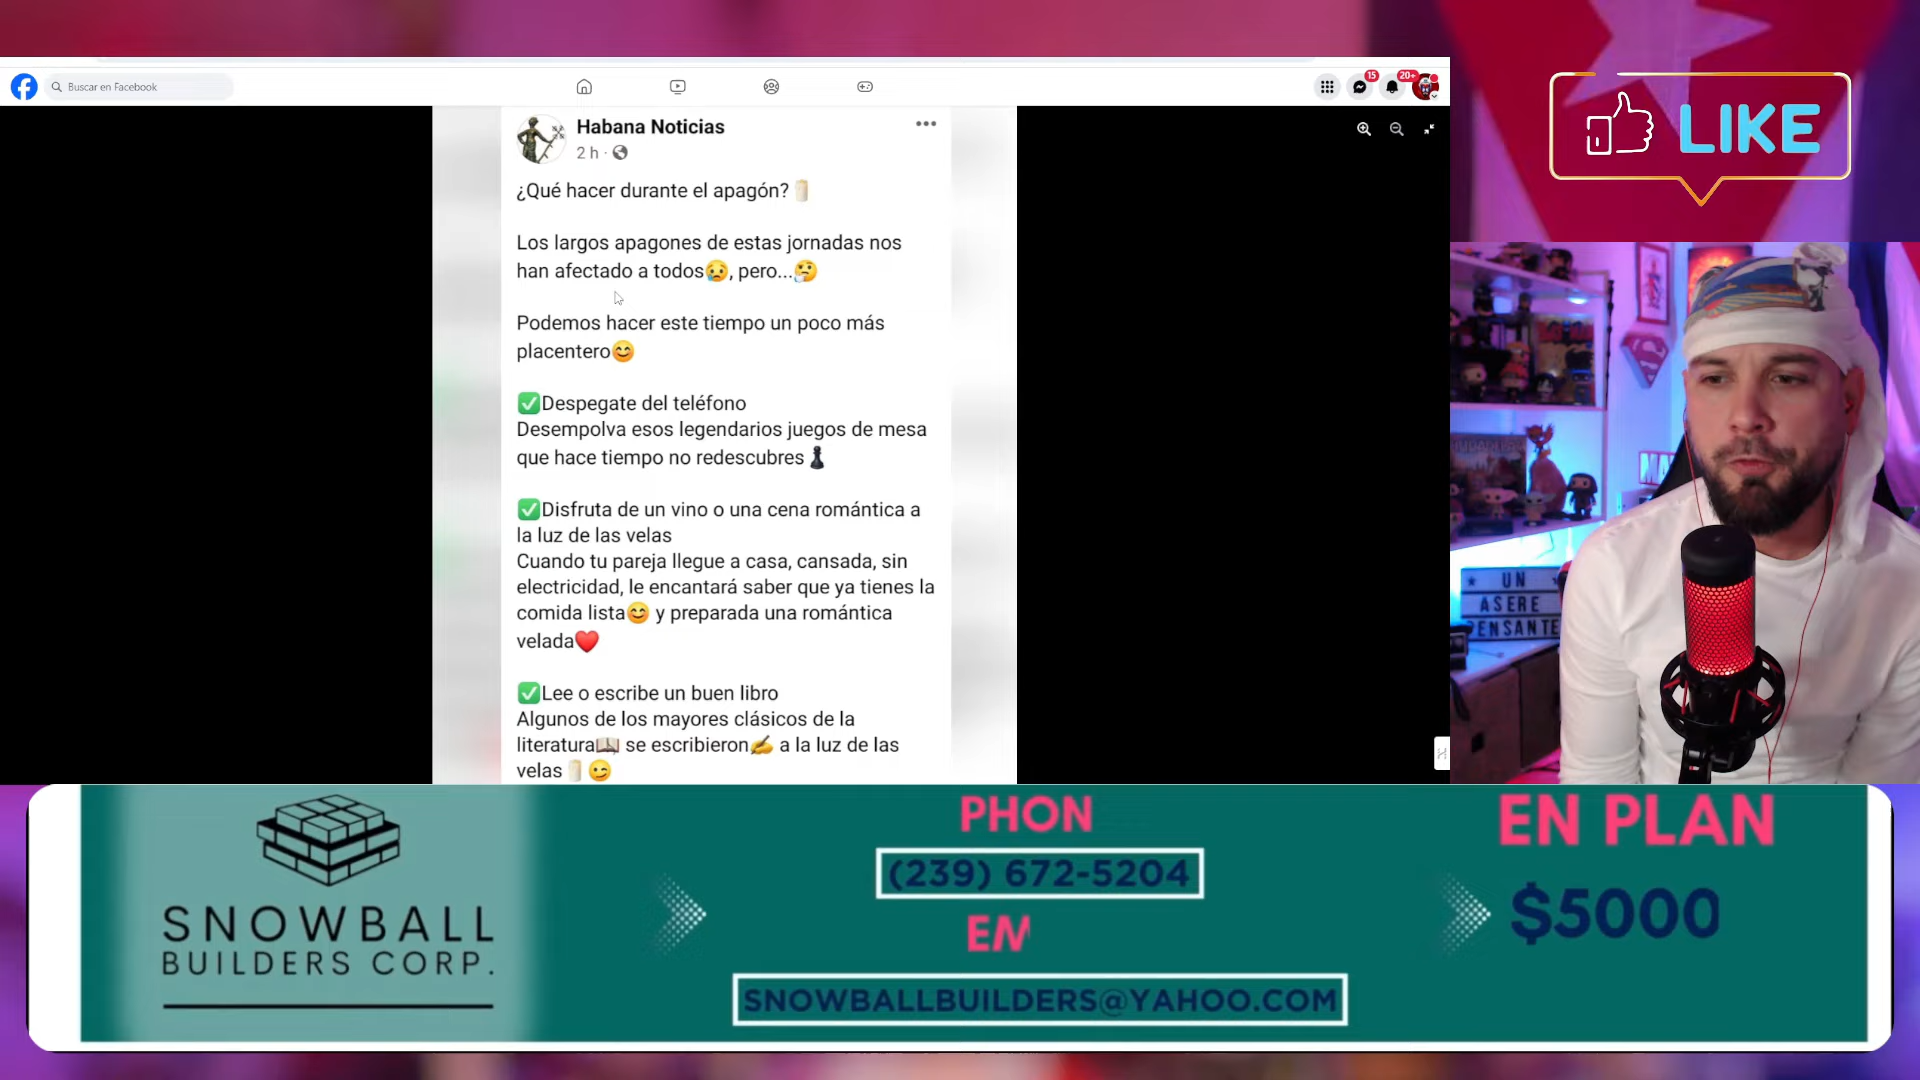 Buscar en Facebook
15
20+
Habana Noticias
2 h
¿Qué hacer durante el apagón?
Los largos apagones de estas jornadas nos
han afectado a todos😢, pero...🤔
Podemos hacer este tiempo un poco más
placentero😊
✅Despegate del teléfono
Desempolva esos legendarios juegos de mesa
que hace tiempo no redescubres♟
✅Disfruta de un vino o una cena romántica a
la luz de las velas
Cuando tu pareja llegue a casa, cansada, sin
electricidad, le encantará saber que ya tienes la
comida lista😊 y preparada una romántica
velada❤
✅Lee o escribe un buen libro
Algunos de los mayores clásicos de la
literatura📖 se escribieron✍ a la luz de las
velas😉
LIKE
UN
ASERE
PENSANTE
SNOWBALL
BUILDERS CORP.
PHON
(239) 672-5204
EM
SNOWBALLBUILDERS@YAHOO.COM
EN PLAN
$5000